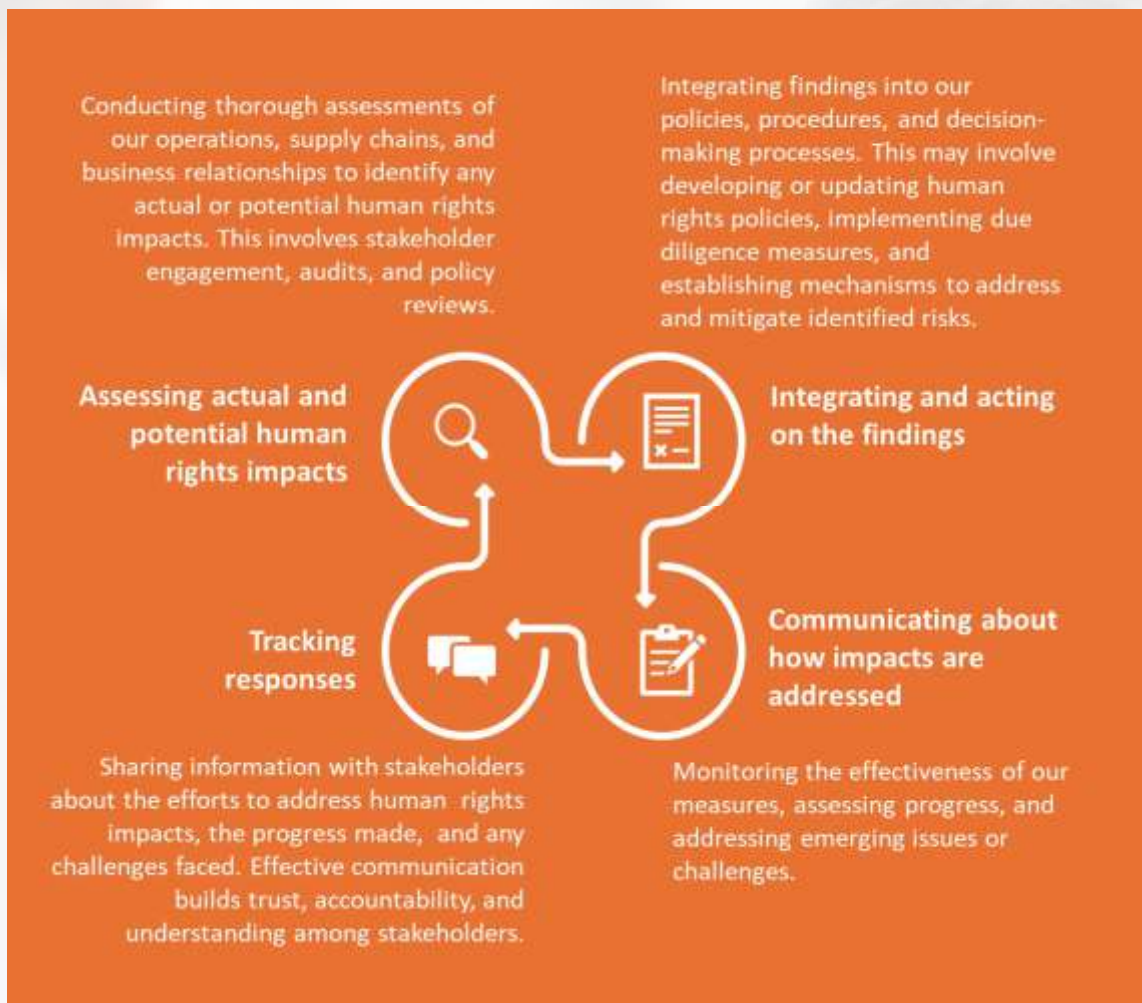 Conducting thorough assessments of
our operations, supply chains, and
business relationships to identify any
actual or potential human rights
impacts. This involves stakeholder
engagement, audits, and policy
reviews.
Integrating findings into our
policies, procedures, and decision-
making processes. This may involve
developing or updating human
rights policies, implementing due
diligence measures, and
establishing mechanisms to address
and mitigate identified risks.
Assessing actual and
potential human
rights impacts
Integrating and acting
on the findings
Tracking
responses
Communicating about
how impacts are
addressed
Sharing information with stakeholders
about the efforts to address human rights
impacts, the progress made, and any
challenges faced. Effective communication
builds trust, accountability, and
understanding among stakeholders.
Monitoring the effectiveness of our
measures, assessing progress, and
addressing emerging issues or
challenges.